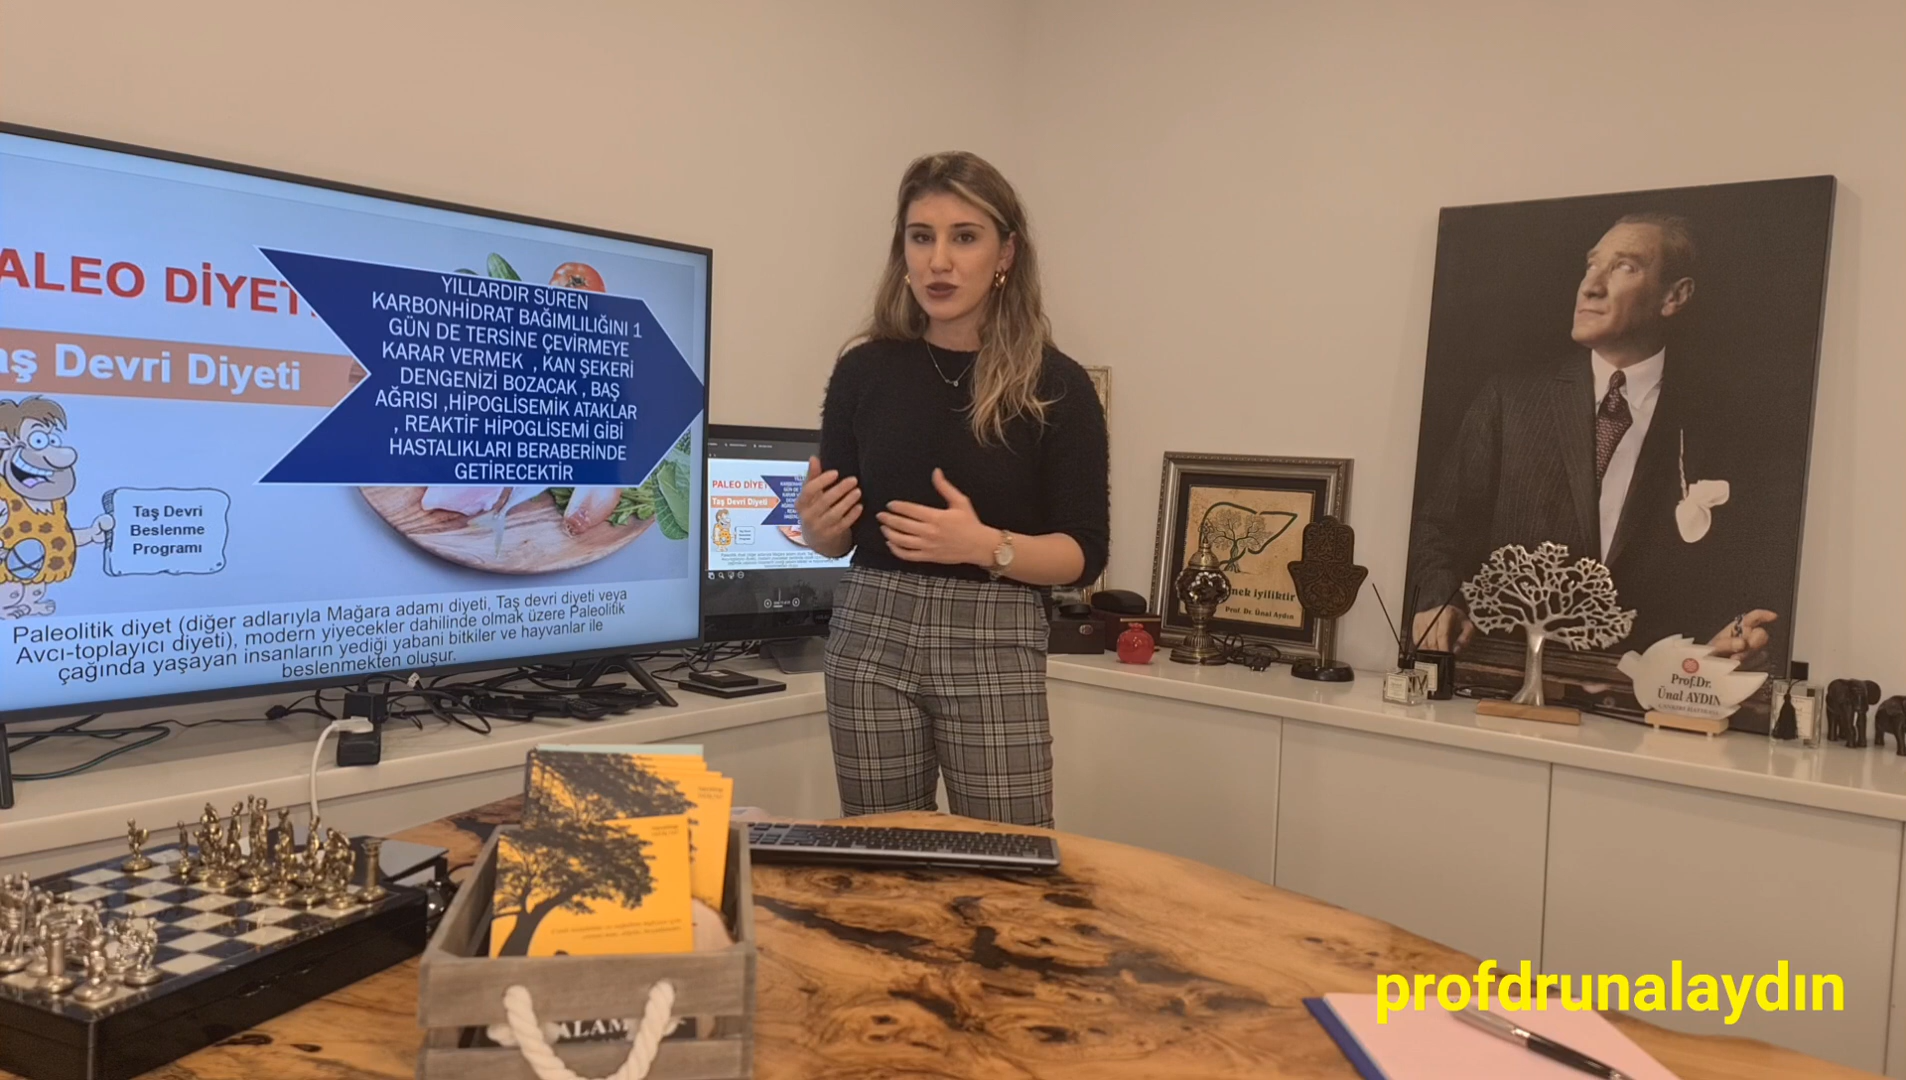 ALEO DİYET
YILLARDIR SÜREN
KARBONHİDRAT BAĞIMLILIĞINI 1
GÜN DE TERSİNE ÇEVİRMEYE
KARAR VERMEK , KAN ŞEKERİ
DENGENİZİ BOZACAK , BAŞ
AĞRISI ,HİPOGLİSEMİK ATAKLAR
, REAKTİF HİPOGLİSEMİ GİBİ
HASTALIKLARI BERABERİNDE
GETİRECEKTİR
aş Devri Diyeti
Taş Devri
Beslenme
Programı
Paleolitik diyet (diğer adlarıyla Mağara adamı diyeti, Taş devri diyeti veya
Avcı-toplayıcı diyeti), modern yiyecekler dahilinde olmak üzere Paleolitik
çağında yaşayan insanların yediği yabani bitkiler ve hayvanlar ile
beslenmekten oluşur.
PALEO DİYET
Taş Devri Diyeti
nek iyiliktir
Prof. Dr. Ünal Aydın
Prof.Dr.
Ünal AYDIN
ALAM
profdrunalaydın